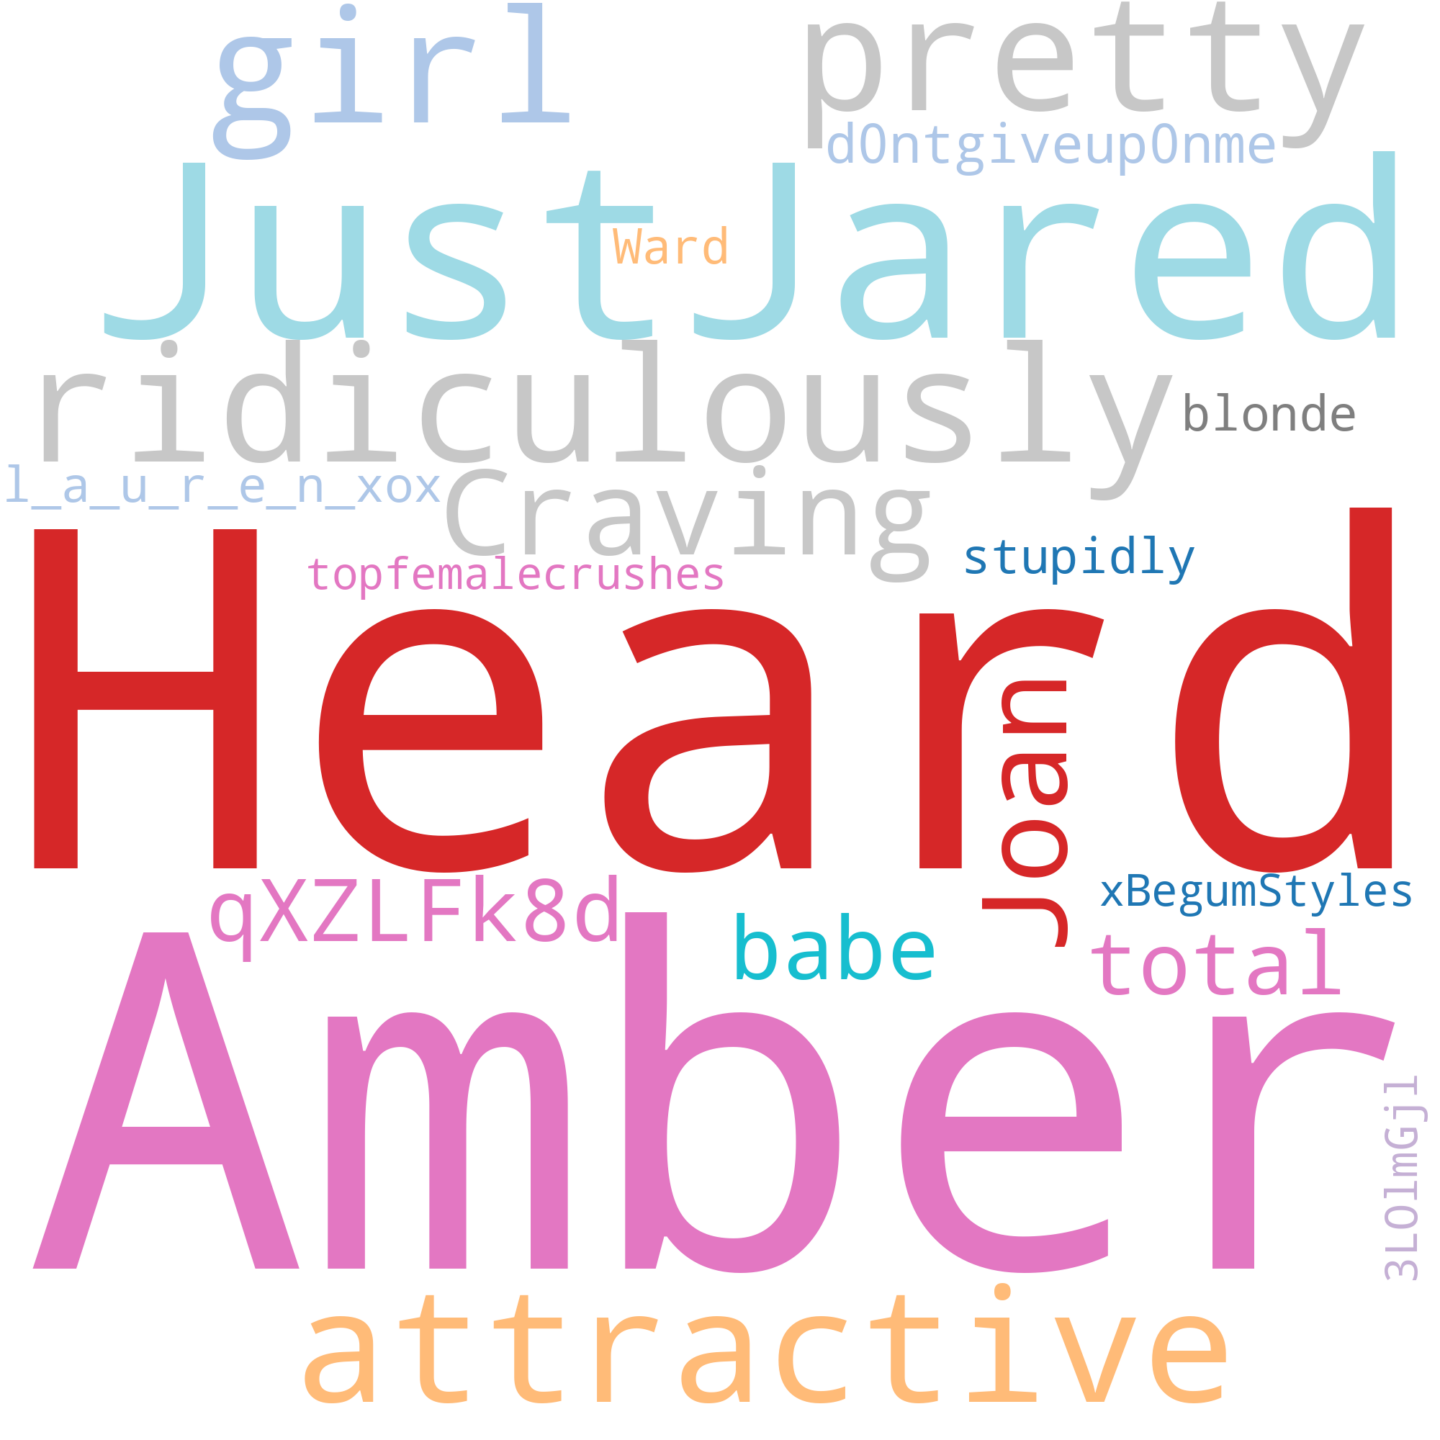 girl
pretty
d0ntgiveup0nme
JustJared
Ward
ridiculously
blonde
l_a_u_r_e_n_xox
Craving
stupidly
topfemalecrushes
Heard
Joan
qXZLFk8d
xBegumStyles
babe
total
Amber
3LOlmGjl
attractive